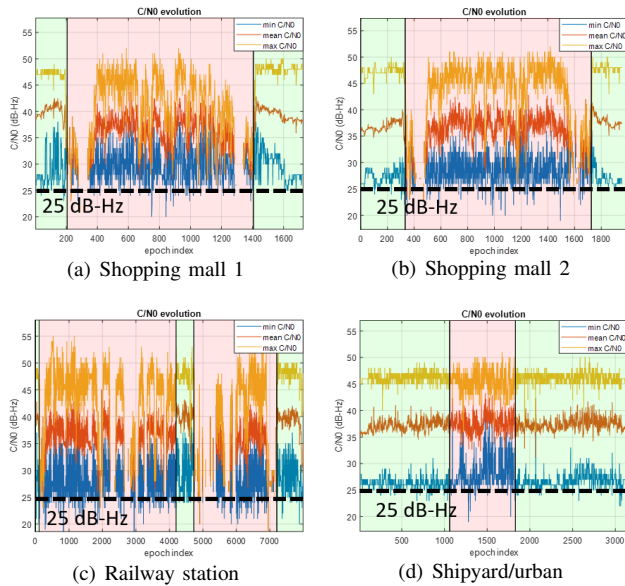 C/N0 evolution
min C/N0
mean C/N0
max C/N0
C/N0 (dB-Hz)
55
50
45
40
35
30
25
20
25 dB-Hz
200 400 600 800 1000 1200 1400 1600
epoch index
(a) Shopping mall 1
C/N0 evolution
min C/N0
mean C/N0
max C/N0
C/N0 (dB-Hz)
50
45
40
35
30
25
20
25 dB-Hz
0 200 400 600 800 1000 1200 1400 1600 1800
epoch index
(b) Shopping mall 2
C/N0 evolution
min C/N0
mean C/N0
max C/N0
C/N0 (dB-Hz)
55
50
45
40
35
30
25
20
25 dB-Hz
0 1000 2000 3000 4000 5000 6000 7000
epoch index
(c) Railway station
C/N0 evolution
min C/N0
mean C/N0
max C/N0
C/N0 (dB-Hz)
55
50
45
40
35
30
25
20
25 dB-Hz
500 1000 1500 2000 2500 3000
epoch index
(d) Shipyard/urban